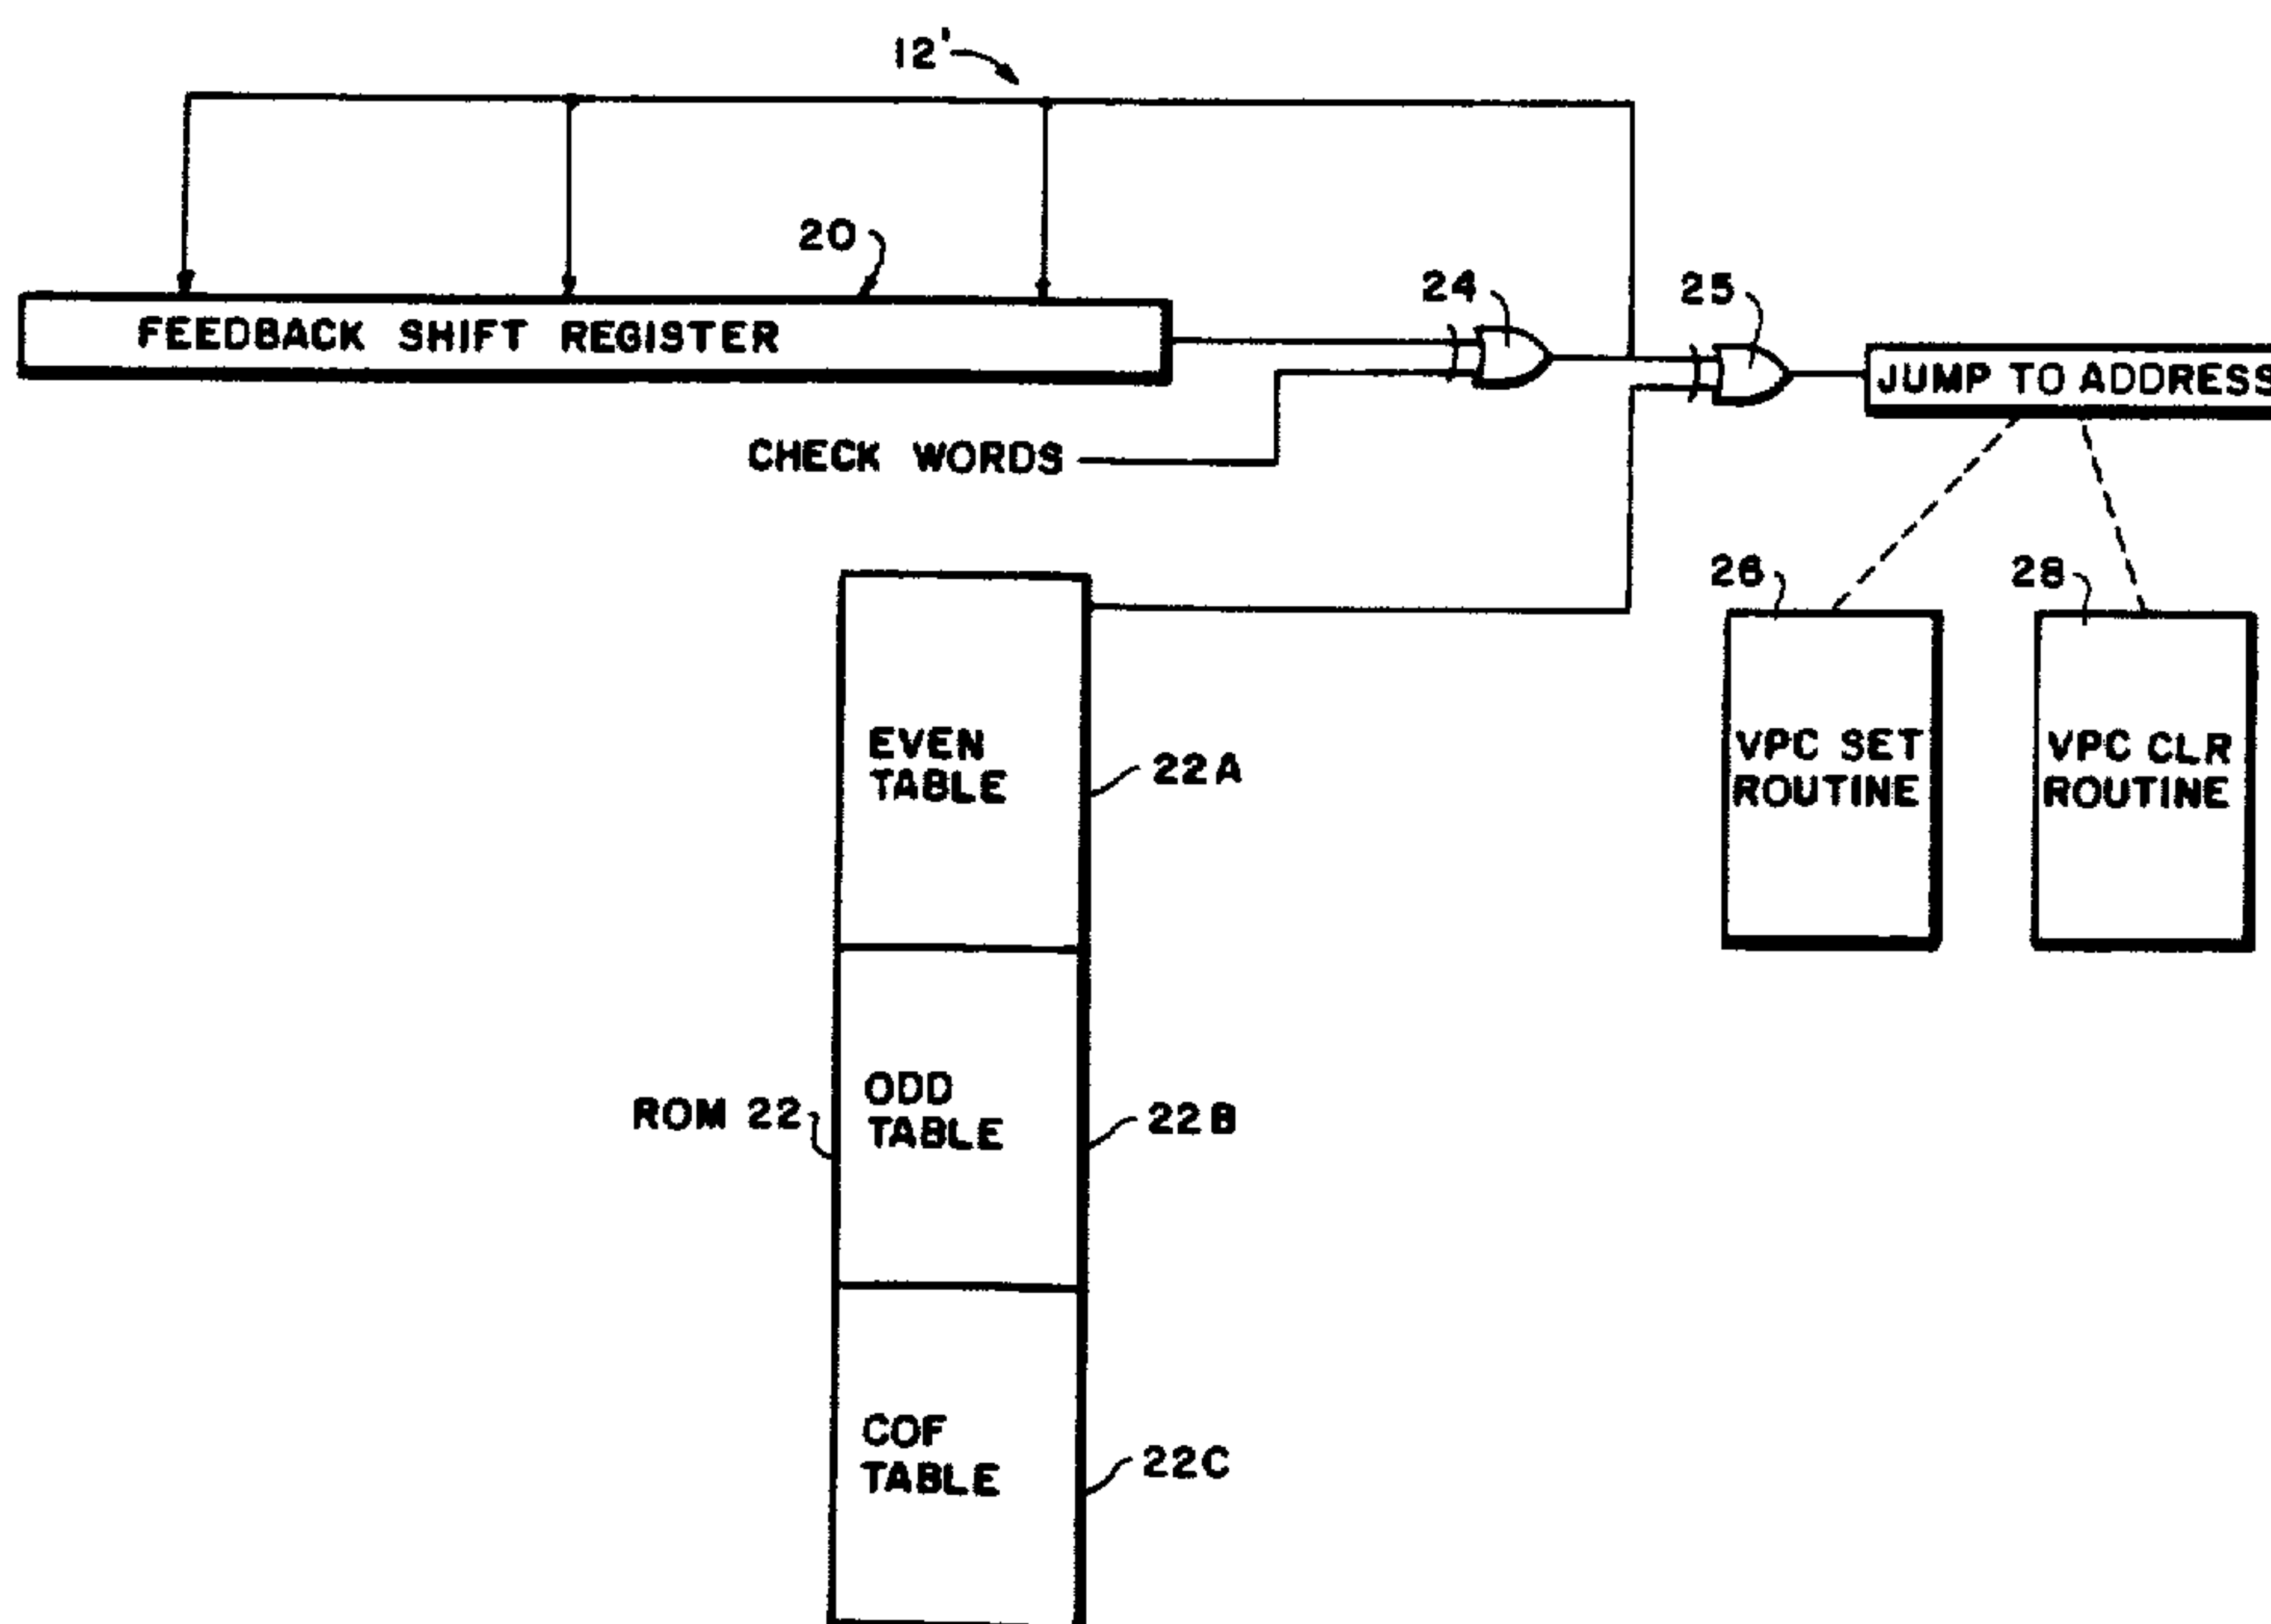 12'
20
FEEDBACK SHIFT REGISTER
24
25
JUMP TO ADDRESS
CHECK WORDS
26
28
EVEN
TABLE
22A
VPC SET
ROUTINE
VPC CLR
ROUTINE
ROM 22
ODD
TABLE
22B
COF
TABLE
22C